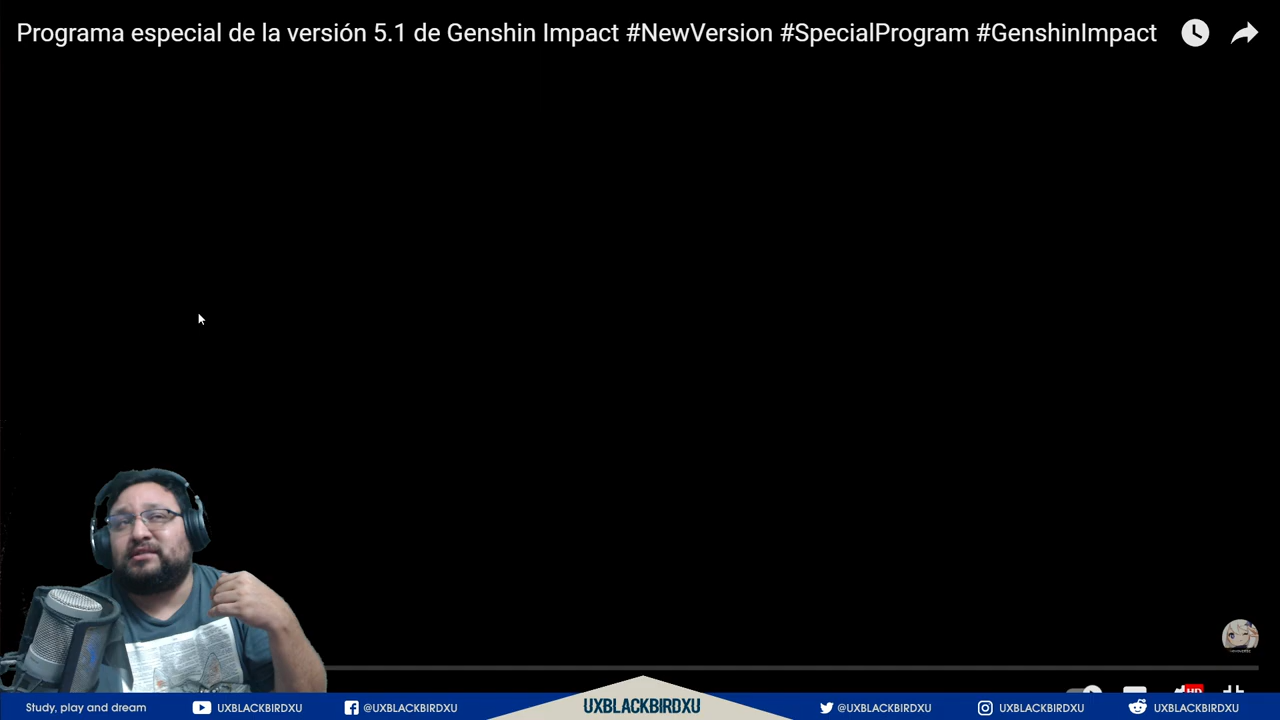 Programa especial de la versión 5.1 de Genshin Impact #NewVersion #SpecialProgram #GenshinImpact
HD
Study, play and dream
UXBLACKBIRDXU
@UXBLACKBIRDXU
UXBLACKBIRDXU
@UXBLACKBIRDXU
UXBLACKBIRDXU
UXBLACKBIRDXU